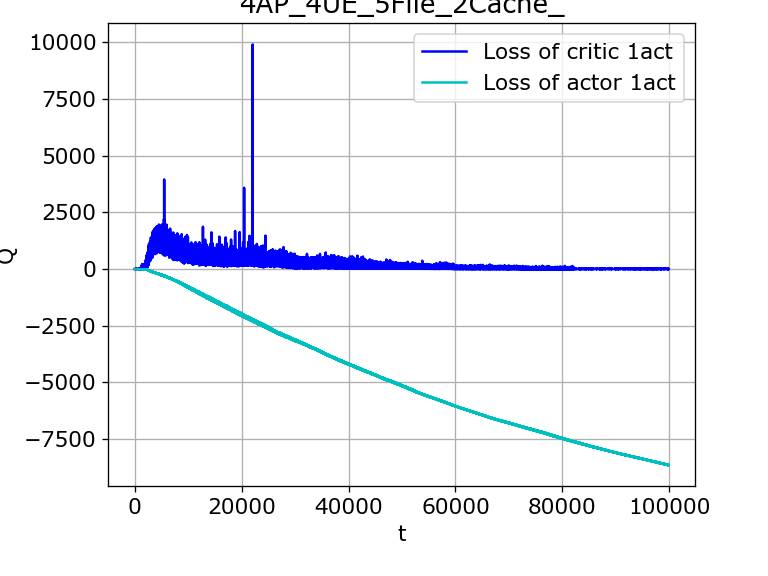 4AP_4UE_5File_2Cache_
10000
7500
5000
2500
0
−2500
−5000
−7500
Q
Loss of critic 1act
Loss of actor 1act
0 20000 40000 60000 80000 100000
t